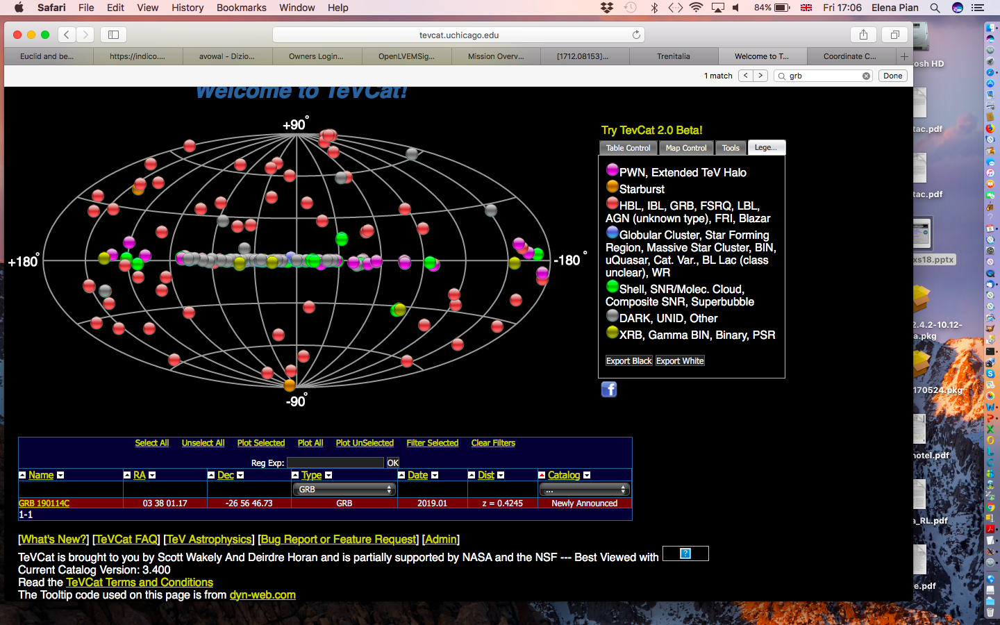 Safari File Edit View History Bookmarks Window Help 84% Fri 17:06 Elena Pian
tevcat.uchicago.edu
Euclid and be... https://indico.... avowal - Dizio... Owners Login... OpenLVEMSig... Mission Overv... [1712.08153]... Trenitalia Welcome to T... Coordinate C...
1 match grb Done
Welcome to TeVCat!
+90°
+180°
-180 °
-90°
Try TevCat 2.0 Beta!
Table Control Map Control Tools Lege...
PWN, Extended TeV Halo
Starburst
HBL, IBL, GRB, FSRQ, LBL,
AGN (unknown type), FRI, Blazar
Globular Cluster, Star Forming
Region, Massive Star Cluster, BIN,
uQuasar, Cat. Var., BL Lac (class
unclear), WR
Shell, SNR/Molec. Cloud,
Composite SNR, Superbubble
DARK, UNID, Other
XRB, Gamma BIN, Binary, PSR
Export Black Export White
f
Select All Unselect All Plot Selected Plot All Plot UnSelected Filter Selected Clear Filters
Reg Exp: OK
Name RA Dec Type Date Dist Catalog
GRB ...
GRB 190114C 03 38 01.17 -26 56 46.73 GRB 2019.01 z = 0.4245 Newly Announced
1-1
[What's New?] [TeVCat FAQ] [TeV Astrophysics] [Bug Report or Feature Request] [Admin]
TeVCat is brought to you by Scott Wakely And Deirdre Horan and is partially supported by NASA and the NSF --- Best Viewed with ?
Current Catalog Version: 3.400
Read the TeVCat Terms and Conditions
The Tooltip code used on this page is from dyn-web.com
osh HD
tac.pdf
tac.pdf
xs18.pptx
2.4.2-10.12-
a.pkg
170524.pkg
hotel.pdf
a_RL.pdf
e.pdf